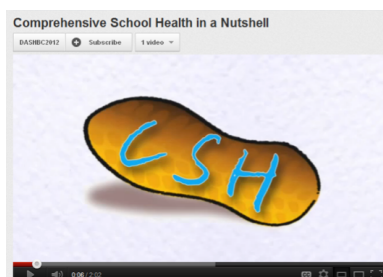 Comprehensive School Health in a Nutshell
DASHBC2012 Subscribe 1 video
CSH
0:06 / 2:02